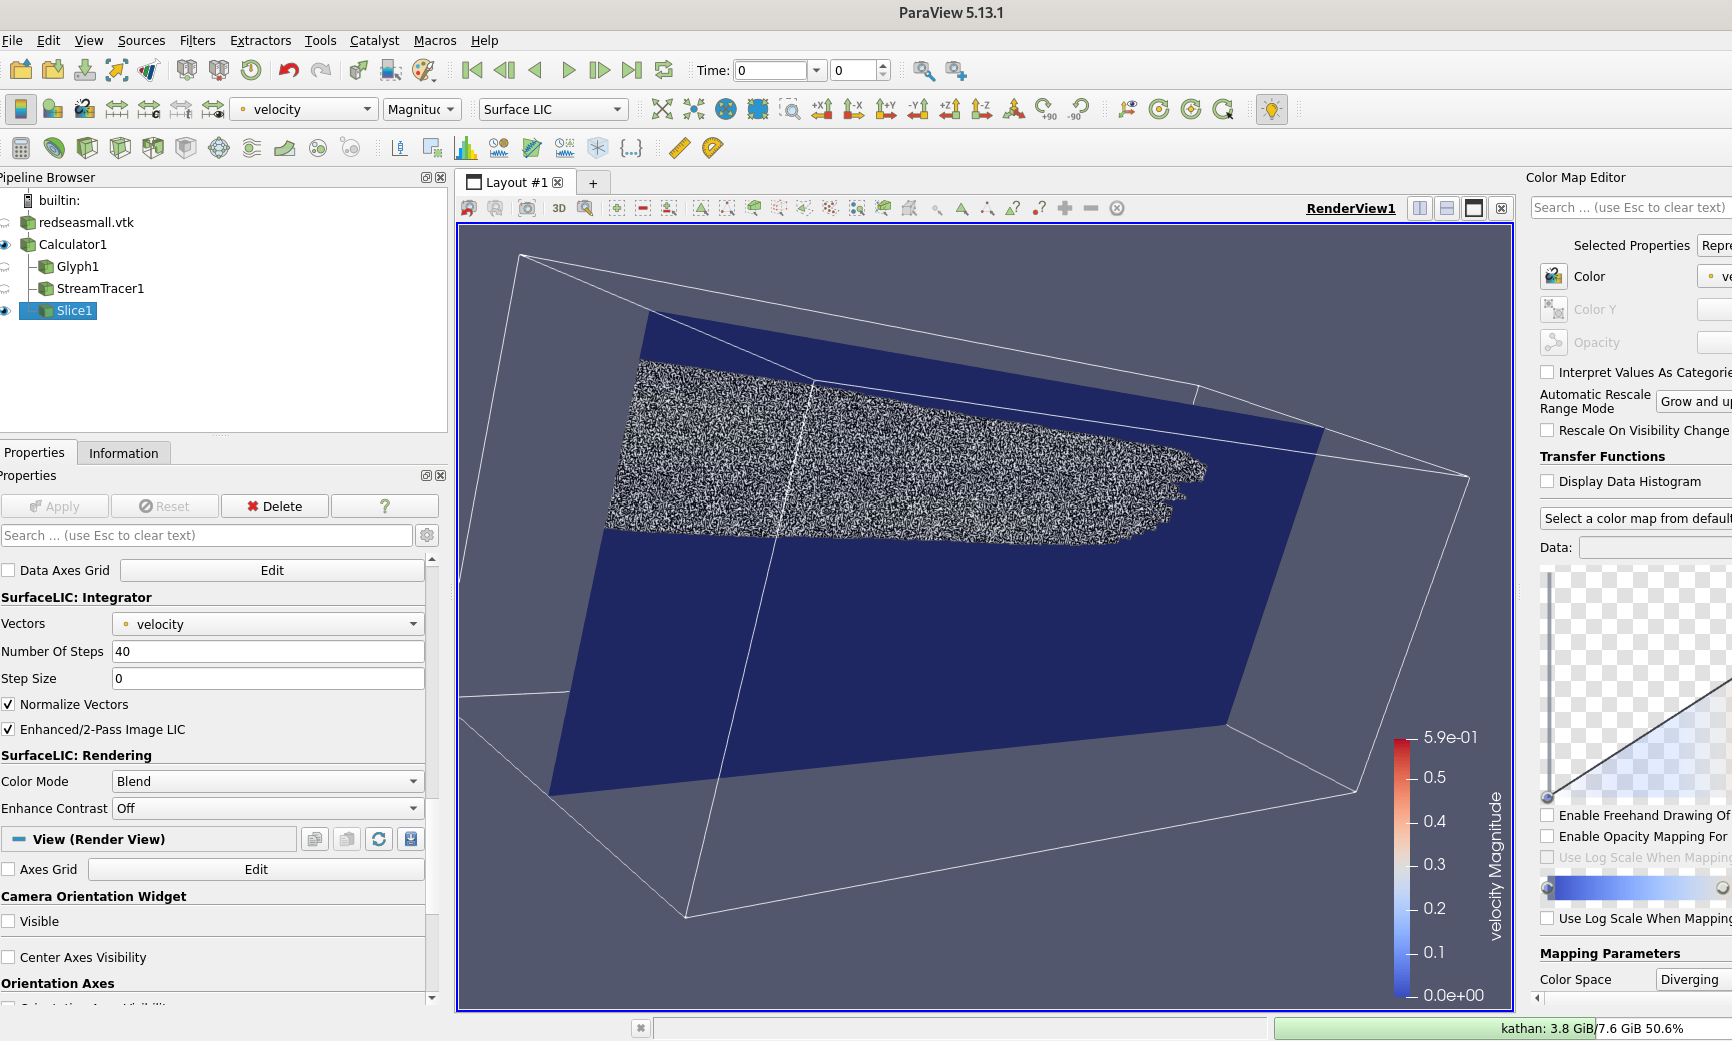 ParaView 5.13.1
File Edit View Sources Filters Extractors Tools Catalyst Macros Help
Time: 0 0
velocity Magnituc Surface LIC +X -X +Y -Y +Z -Z +90 -90
Pipeline Browser
builtin:
redseasmall.vtk
Calculator1
Glyph1
StreamTracer1
Slice1
Properties Information
Properties
Apply Reset Delete ?
Search ... (use Esc to clear text)
Data Axes Grid Edit
SurfaceLIC: Integrator
Vectors velocity
Number Of Steps 40
Step Size 0
Normalize Vectors
Enhanced/2-Pass Image LIC
SurfaceLIC: Rendering
Color Mode Blend
Enhance Contrast Off
View (Render View)
Axes Grid Edit
Camera Orientation Widget
Visible
Center Axes Visibility
Orientation Axes
Layout #1 +
3D RenderView1
5.9e-01
0.5
0.4
0.3
0.2
0.1
0.0e+00
velocity Magnitude
Color Map Editor
Search ... (use Esc to clear text)
Selected Properties Repre
Color ve
Color Y
Opacity
Interpret Values As Categorie
Automatic Rescale
Range Mode Grow and up
Rescale On Visibility Change
Transfer Functions
Display Data Histogram
Select a color map from default
Data:
Enable Freehand Drawing Of
Enable Opacity Mapping For
Use Log Scale When Mapping
Use Log Scale When Mapping
Mapping Parameters
Color Space Diverging
kathan: 3.8 GiB/7.6 GiB 50.6%